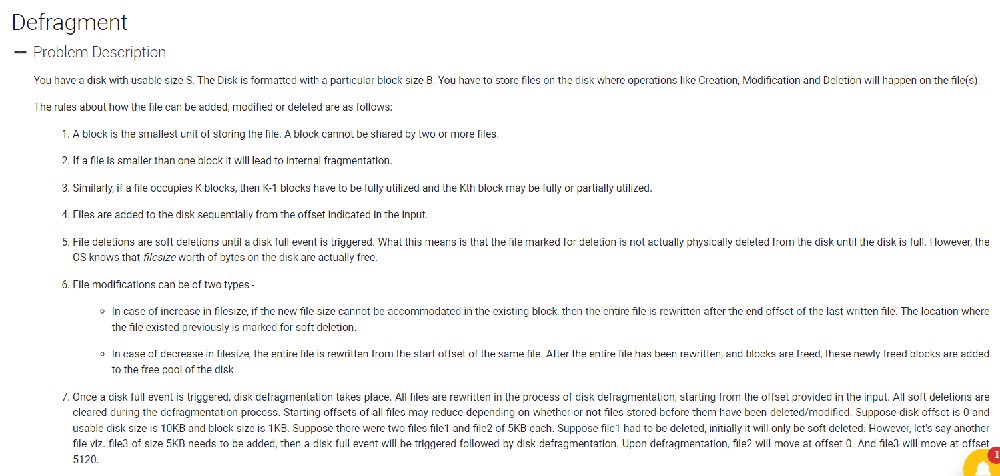 Defragment
Problem Description
You have a disk with usable size S. The Disk is formatted with a particular block size B. You have to store files on the disk where operations like Creation, Modification and Deletion will happen on the file(s).
The rules about how the file can be added, modified or deleted are as follows:
1. A block is the smallest unit of storing the file. A block cannot be shared by two or more files.
2. If a file is smaller than one block it will lead to internal fragmentation.
3. Similarly, if a file occupies K blocks, then K-1 blocks have to be fully utilized and the Kth block may be fully or partially utilized.
4. Files are added to the disk sequentially from the offset indicated in the input.
5. File deletions are soft deletions until a disk full event is triggered. What this means is that the file marked for deletion is not actually physically deleted from the disk until the disk is full. However, the
OS knows that filesize worth of bytes on the disk are actually free.
6. File modifications can be of two types -
In case of increase in filesize, if the new file size cannot be accommodated in the existing block, then the entire file is rewritten after the end offset of the last written file. The location where
the file existed previously is marked for soft deletion.
In case of decrease in filesize, the entire file is rewritten from the start offset of the same file. After the entire file has been rewritten, and blocks are freed, these newly freed blocks are added
to the free pool of the disk.
7. Once a disk full event is triggered, disk defragmentation takes place. All files are rewritten in the process of disk defragmentation, starting from the offset provided in the input. All soft deletions are
cleared during the defragmentation process. Starting offsets of all files may reduce depending on whether or not files stored before them have been deleted/modified. Suppose disk offset is 0 and
usable disk size is 10KB and block size is 1KB. Suppose there were two files file1 and file2 of 5KB each. Suppose file1 had to be deleted, initially it will only be soft deleted. However, let's say another
file viz. file3 of size 5KB needs to be added, then a disk full event will be triggered followed by disk defragmentation. Upon defragmentation, file2 will move at offset 0. And file3 will move at offset
5120.
1